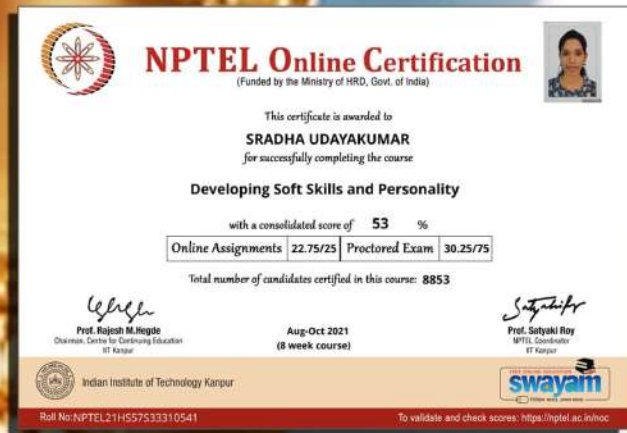 NPTEL Online Certification
(Funded by the Ministry of HRD, Govt. of India)
This certificate is awarded to
SRADHA UDAYAKUMAR
for successfully completing the course
Developing Soft Skills and Personality
with a consolidated score of 53 %
Online Assignments 22.75/25 Proctored Exam 30.25/75
Total number of candidates certified in this course: 8853
Prof. Rajesh M.Hegde
Chairman, Centre for Continuing Education
IIT Kanpur
Aug-Oct 2021
(8 week course)
Prof. Satyaki Roy
NPTEL Coordinator
IIT Kanpur
Indian Institute of Technology Kanpur
FREE ONLINE EDUCATION
swayam
Roll No:NPTEL21HS57S33310541
To validate and check scores: https://nptel.ac.in/noc